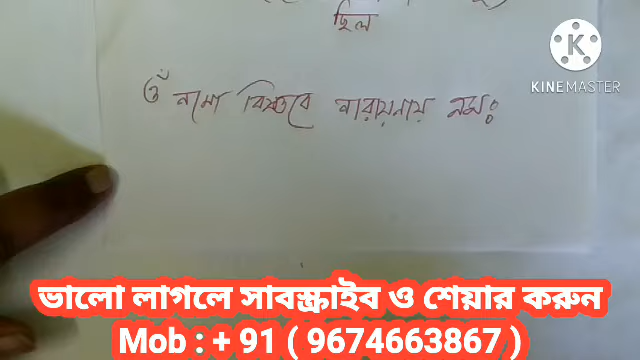 ছিল
ওঁ নমো বিষ্ণবে নারায়নায় নমঃ
KINEMASTER
ভালো লাগলে সাবস্ক্রাইব ও শেয়ার করুন
Mob : + 91 ( 9674663867 )